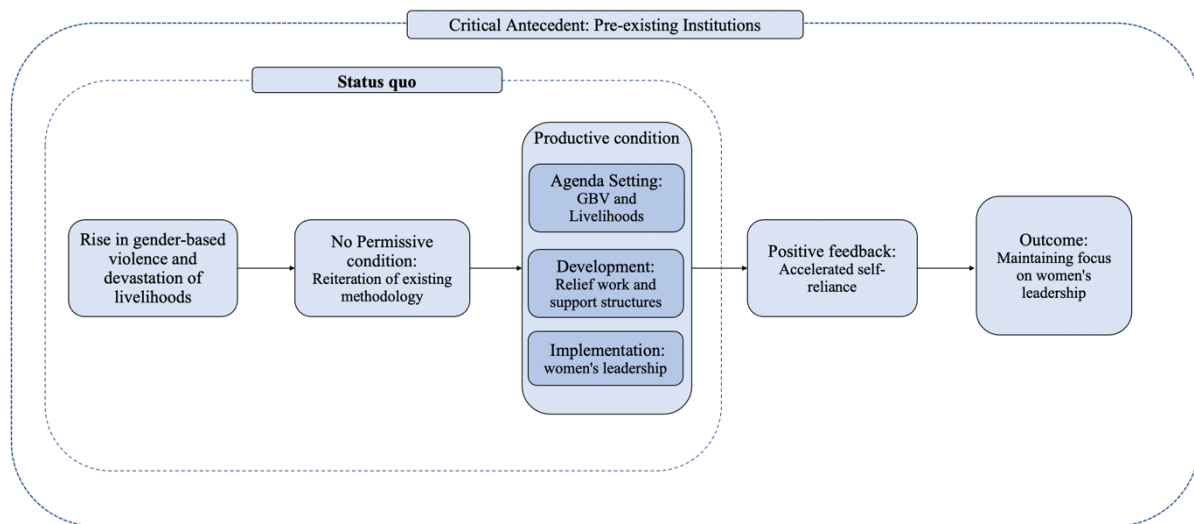 Critical Antecedent: Pre-existing Institutions
Status quo
Rise in gender-based
violence and
devastation of
livelihoods
No Permissive
condition:
Reiteration of existing
methodology
Productive condition
Agenda Setting:
GBV and
Livelihoods
Development:
Relief work and
support structures
Implementation:
women's leadership
Positive feedback:
Accelerated self-
reliance
Outcome:
Maintaining focus
on women's
leadership